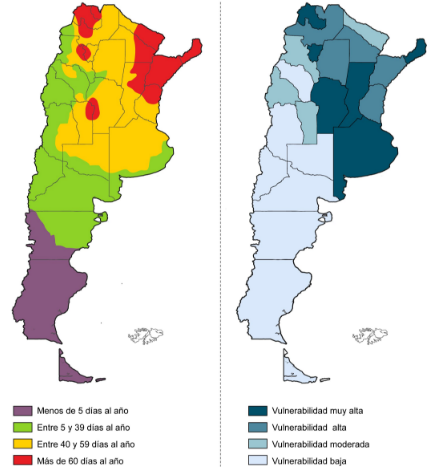 Menos de 5 días al año
Entre 5 y 39 días al año
Entre 40 y 59 días al año
Más de 60 días al año
Vulnerabilidad muy alta
Vulnerabilidad alta
Vulnerabilidad moderada
Vulnerabilidad baja